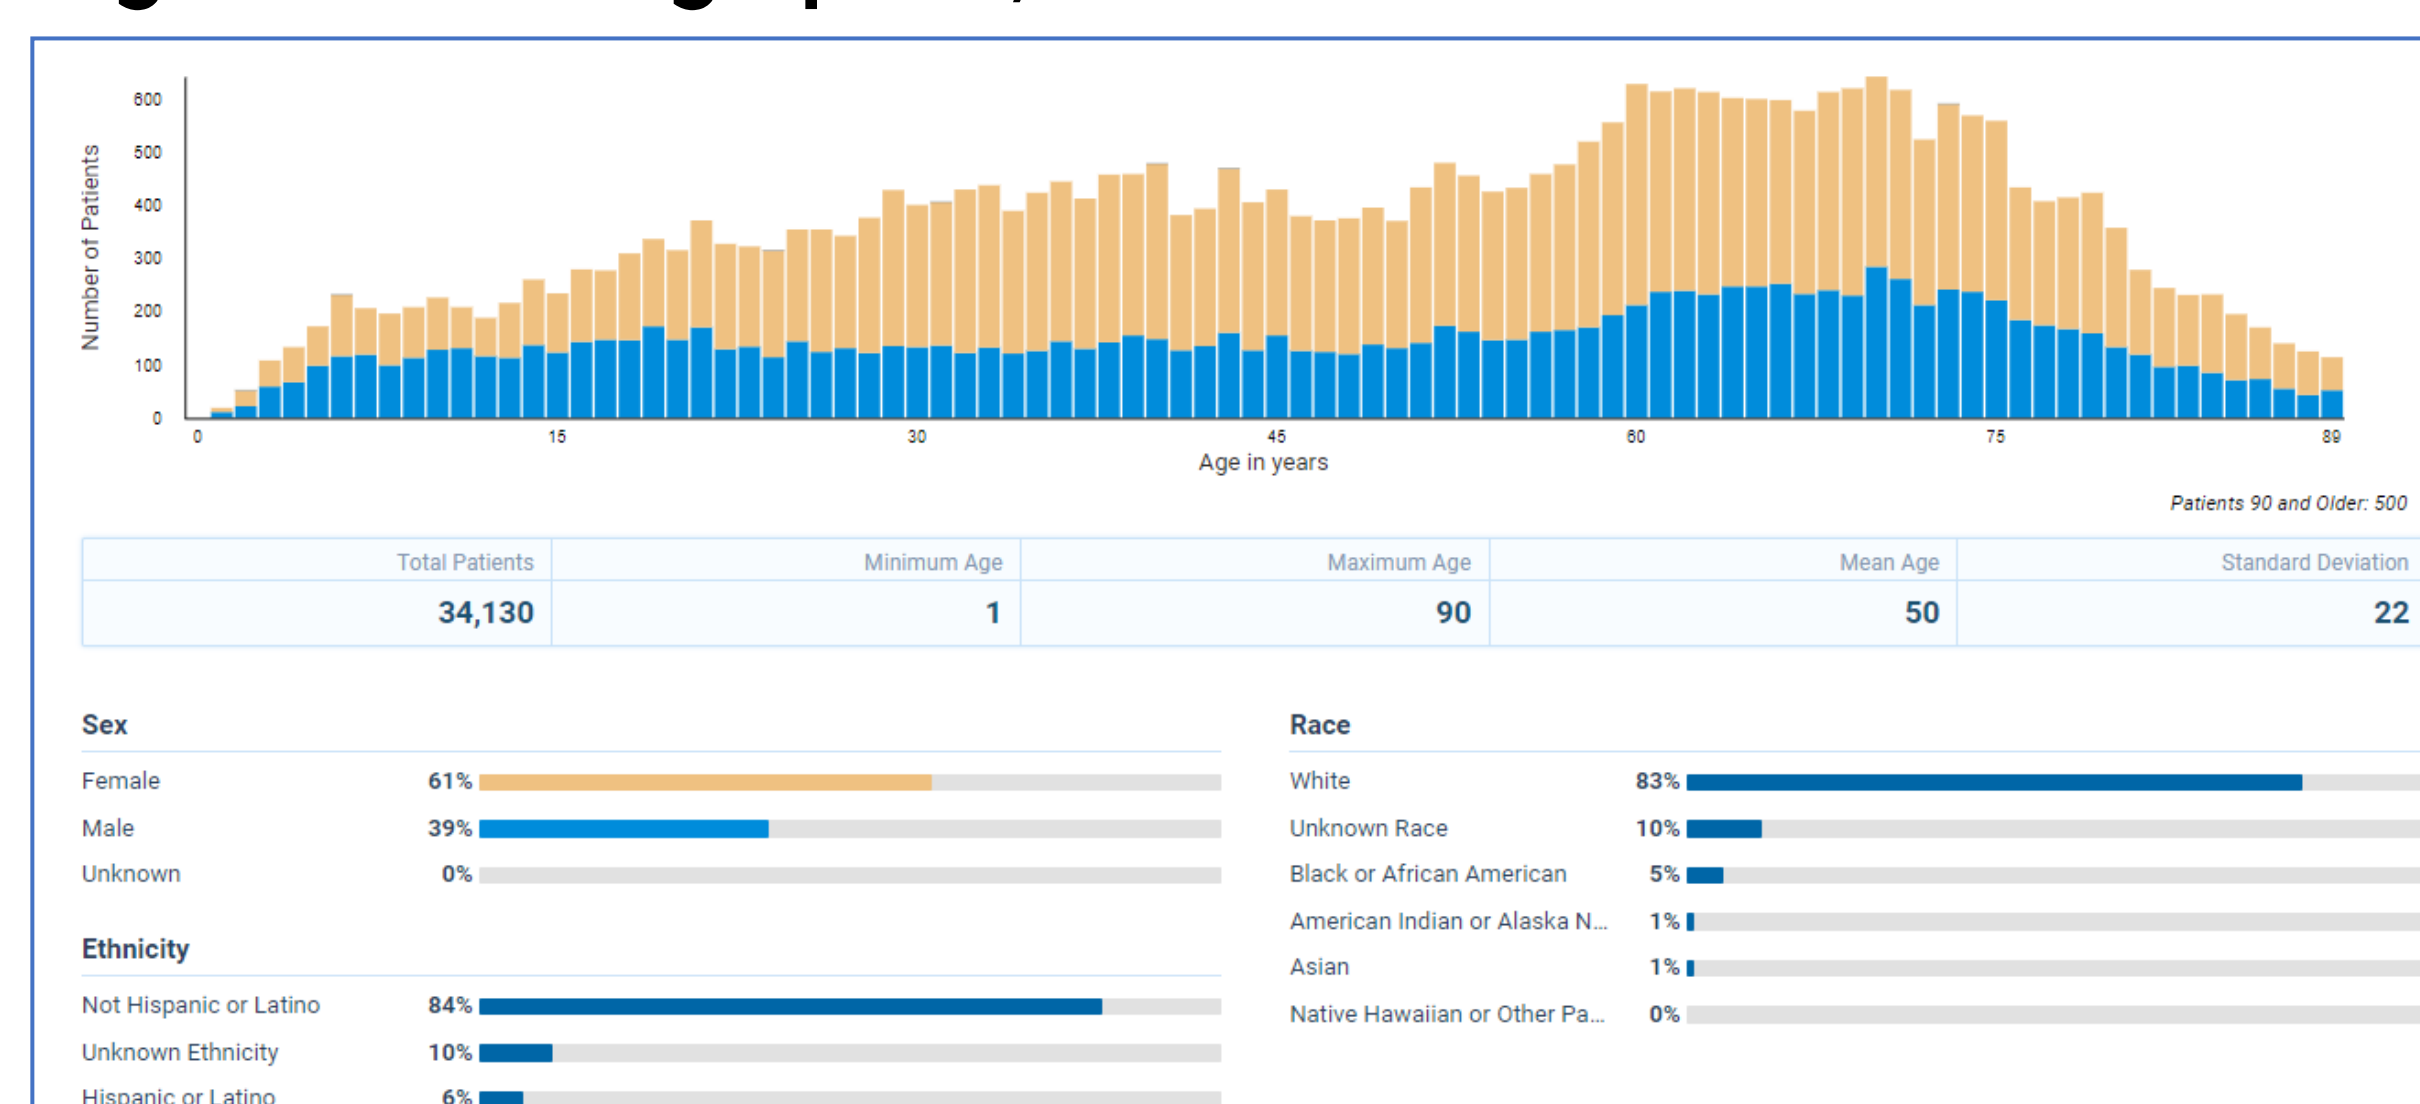 600
500
400
300
200
100
0
Number of Patients
0 15 30 45 60 75 89
Age in years
Patients 90 and Older: 500
Total Patients Minimum Age Maximum Age Mean Age Standard Deviation
34,130 1 90 50 22
Sex
Female 61%
Male 39%
Unknown 0%
Ethnicity
Not Hispanic or Latino 84%
Unknown Ethnicity 10%
Hispanic or Latino 6%
Race
White 83%
Unknown Race 10%
Black or African American 5%
American Indian or Alaska N... 1%
Asian 1%
Native Hawaiian or Other Pa... 0%